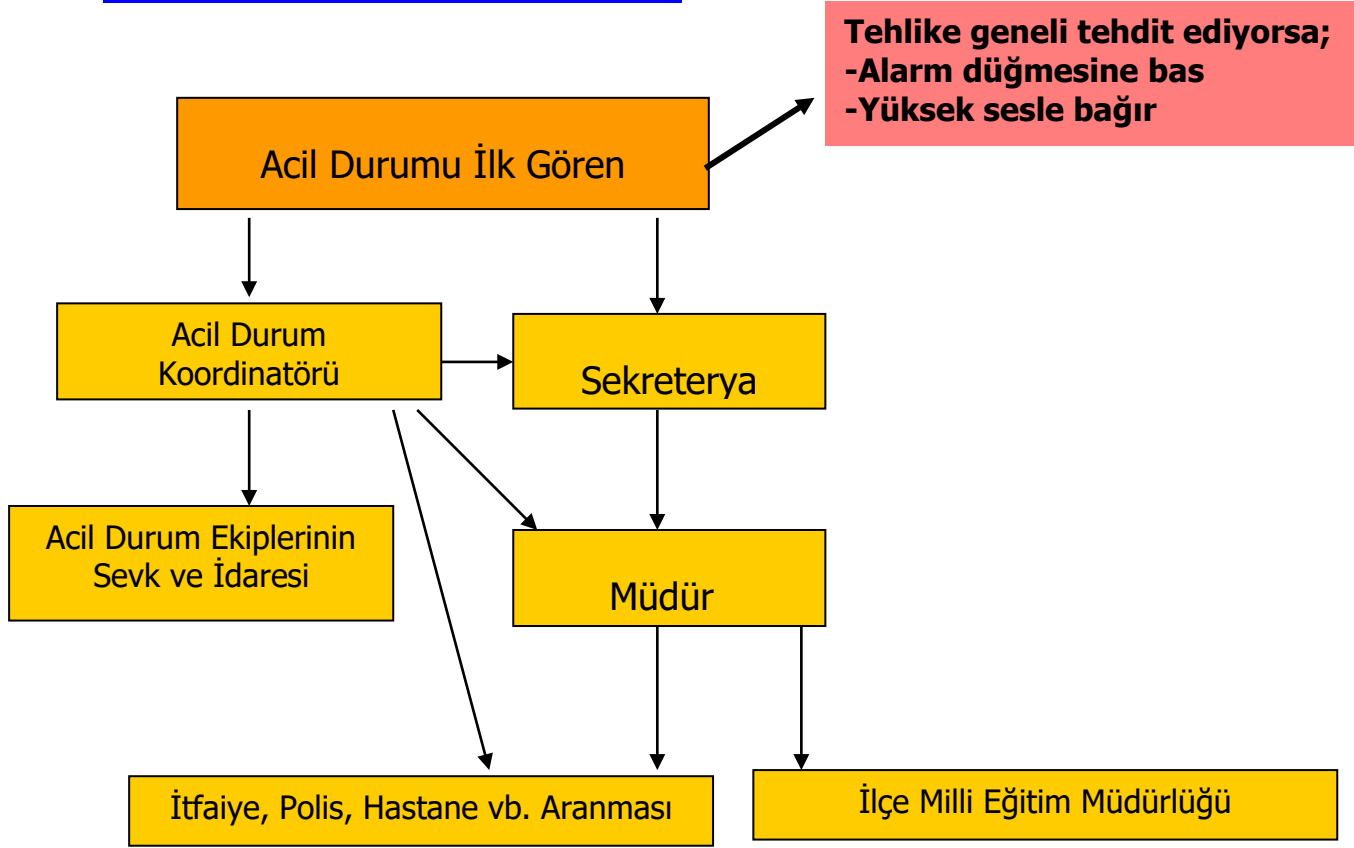 Tehlike geneli tehdit ediyorsa;
-Alarm düğmesine bas
-Yüksek sesle bağır
Acil Durumu İlk Gören
Acil Durum
Koordinatörü
Sekreterya
Acil Durum Ekiplerinin
Sevk ve İdaresi
Müdür
İtfaiye, Polis, Hastane vb. Aranması
İlçe Milli Eğitim Müdürlüğü